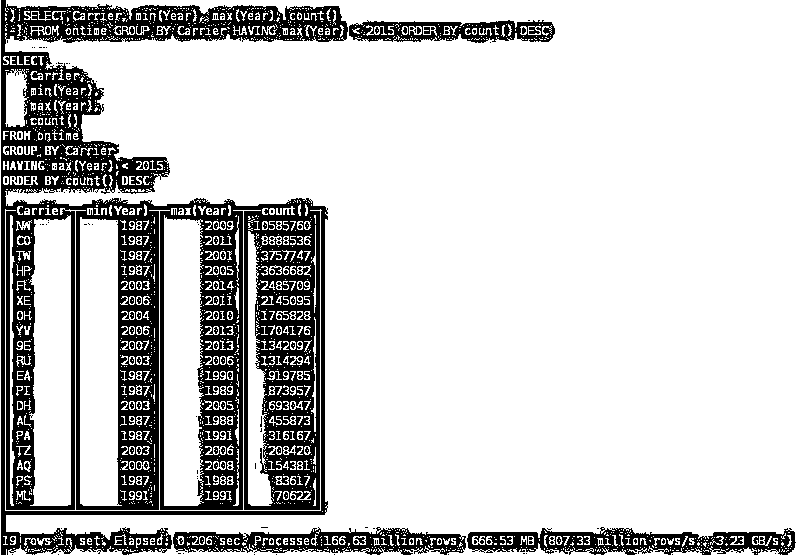 :) SELECT Carrier, min(Year), max(Year), count()
:-] FROM ontime GROUP BY Carrier HAVING max(Year) < 2015 ORDER BY count() DESC
SELECT
Carrier,
min(Year),
max(Year),
count()
FROM ontime
GROUP BY Carrier
HAVING max(Year) < 2015
ORDER BY count() DESC
Carrier min(Year) max(Year) count()
NW 1987 2009 10585760
CO 1987 2011 8888536
TW 1987 2001 3757747
HP 1987 2005 3636682
FL 2003 2014 2485709
XE 2006 2011 2145095
OH 2004 2010 1765828
YV 2006 2013 1704176
9E 2007 2013 1342097
RU 2003 2006 1314294
EA 1987 1990 919785
PI 1987 1989 873957
DH 2003 2005 693047
AL 1987 1988 455873
PA 1987 1991 316167
TZ 2003 2006 208420
AQ 2000 2008 154381
PS 1987 1988 83617
ML 1991 1991 70622
19 rows in set. Elapsed: 0.206 sec. Processed 166.63 million rows, 666.53 MB (807.33 million rows/s., 3.23 GB/s.)